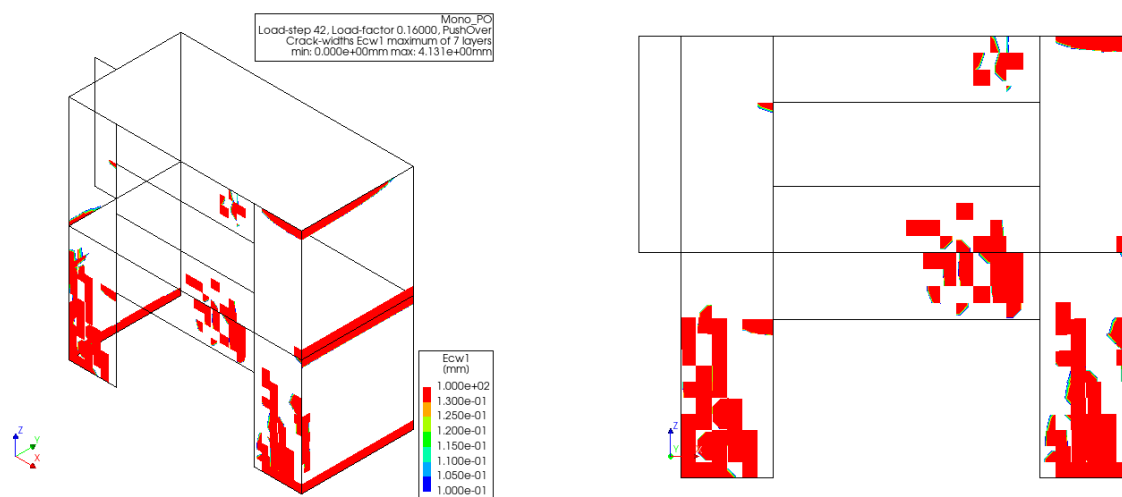 Mono_PO
Load-step 42, Load-factor 0.16000, PushOver
Crack-widths Ecw1 maximum of 7 layers
min: 0.000e+00mm max: 4.131e+00mm
Ecw1
[mm]
1.000e+02
1.300e-01
1.250e-01
1.200e-01
1.150e-01
1.100e-01
1.050e-01
1.000e-01
Z
Y
X
Z
Y
X